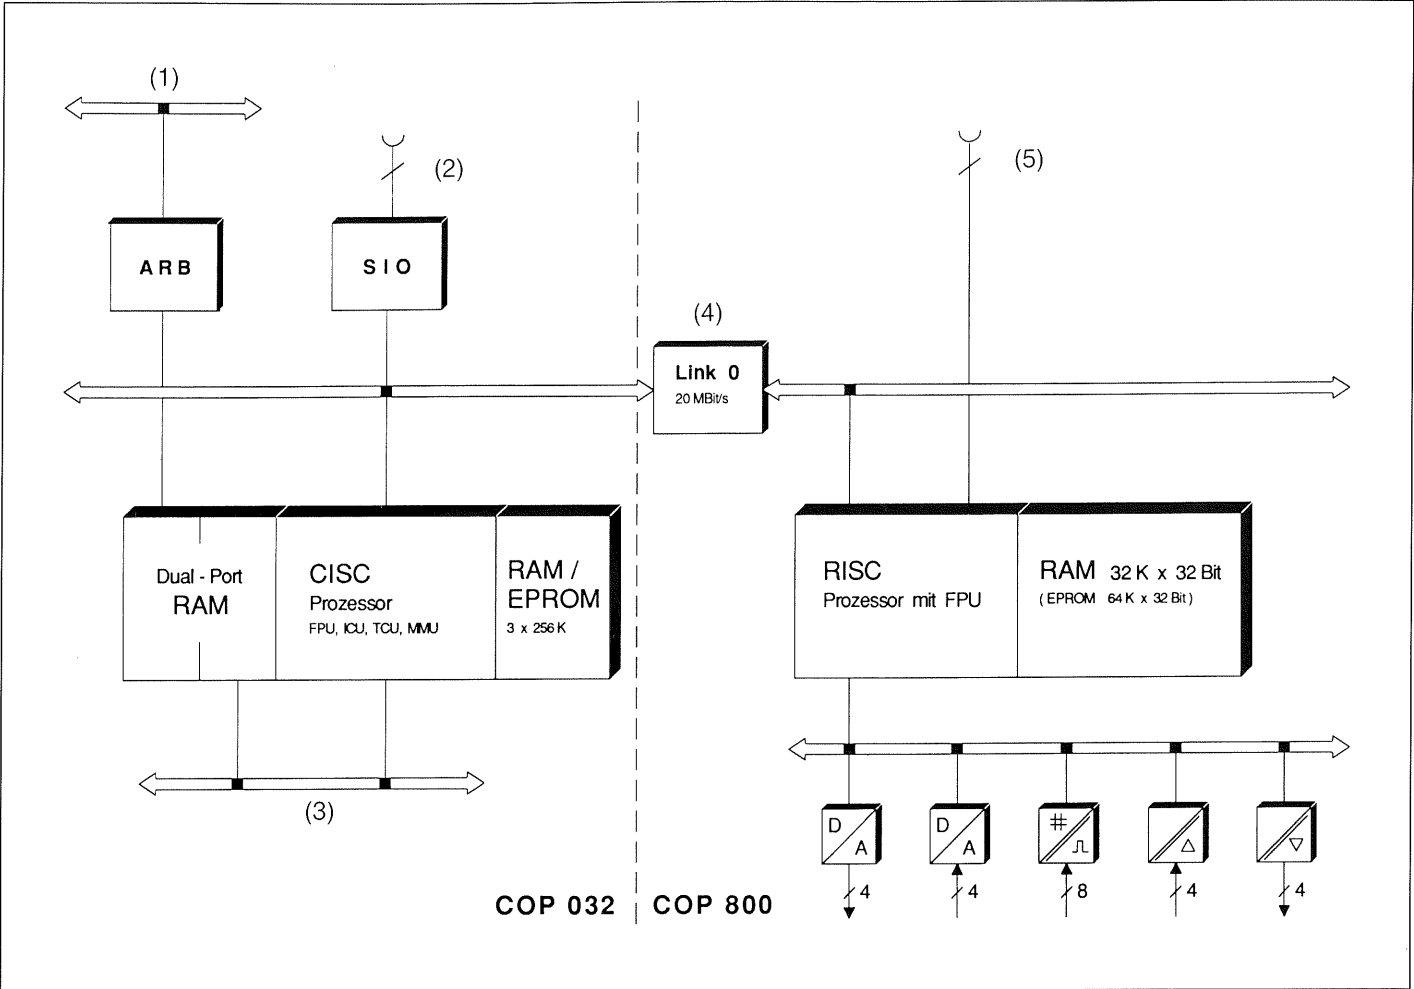 (1)
(2)
(5)
ARB
SIO
(4)
Link 0
20 MBit/s
Dual - Port
RAM
CISC
Prozessor
FPU, ICU, TCU, MMU
RAM /
EPROM
3 x 256 K
RISC
Prozessor mit FPU
RAM 32 K x 32 Bit
( EPROM 64 K x 32 Bit )
(3)
D
A
D
A
#
4
4
8
4
4
COP 032
COP 800